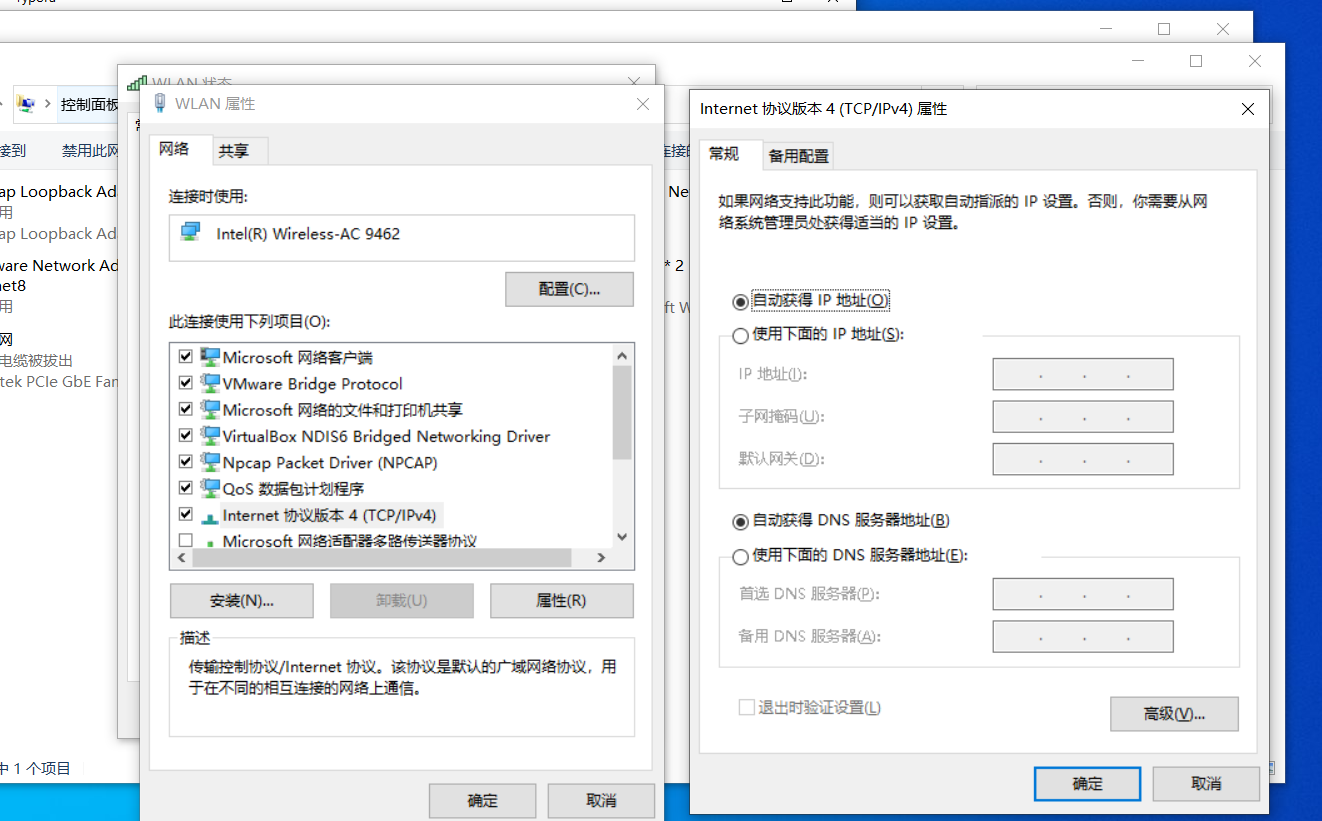 Typora
控制面板
接到
禁用此网
连接的
ap Loopback Ada
用
ap Loopback Ada
ware Network Ad
net8
用
网
电缆被拔出
tek PCIe GbE Fam
中 1 个项目
Ne
* 2
ft W
WLAN 状态
WLAN 属性
网络
共享
连接时使用:
Intel(R) Wireless-AC 9462
配置(C)...
此连接使用下列项目(O):
Microsoft 网络客户端
VMware Bridge Protocol
Microsoft 网络的文件和打印机共享
VirtualBox NDIS6 Bridged Networking Driver
Npcap Packet Driver (NPCAP)
QoS 数据包计划程序
Internet 协议版本 4 (TCP/IPv4)
Microsoft 网络适配器多路传送器协议
安装(N)...
卸载(U)
属性(R)
描述
传输控制协议/Internet 协议。该协议是默认的广域网络协议，用
于在不同的相互连接的网络上通信。
确定
取消
Internet 协议版本 4 (TCP/IPv4) 属性
常规
备用配置
如果网络支持此功能，则可以获取自动指派的 IP 设置。否则，你需要从网
络系统管理员处获得适当的 IP 设置。
自动获得 IP 地址(O)
使用下面的 IP 地址(S):
IP 地址(I):
子网掩码(U):
默认网关(D):
自动获得 DNS 服务器地址(B)
使用下面的 DNS 服务器地址(E):
首选 DNS 服务器(P):
备用 DNS 服务器(A):
退出时验证设置(L)
高级(V)...
确定
取消